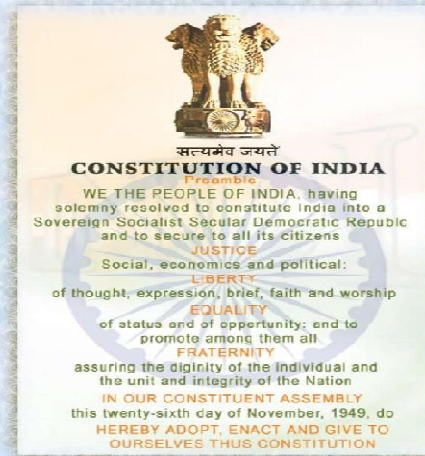 सत्यमेव जयते
CONSTITUTION OF INDIA
Preamble
WE THE PEOPLE OF INDIA, having
solemny resolved to constitute India into a
Sovereign Socialist Secular Democratic Republc
and to secure to all its citizens
JUSTICE
Social, economics and political:
LIBERTY
of thought, expression, brief, faith and worship
EQUALITY
of status and of opportunity; and to
promote among them all
FRATERNITY
assuring the diginity of the individual and
the unit and integrity of the Nation
IN OUR CONSTITUENT ASSEMBLY
this twenty-sixth day of November, 1949, do
HEREBY ADOPT, ENACT AND GIVE TO
OURSELVES THUS CONSTITUTION